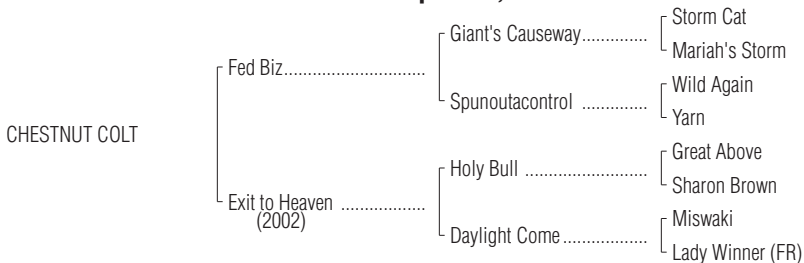 Storm Cat
Giant's Causeway..............
Mariah's Storm
Fed Biz.............................
Wild Again
Spunoutacontrol ..............
Yarn
CHESTNUT COLT
Great Above
Holy Bull .........................
Sharon Brown
Exit to Heaven ..................
(2002)
Miswaki
Daylight Come..................
Lady Winner (FR)